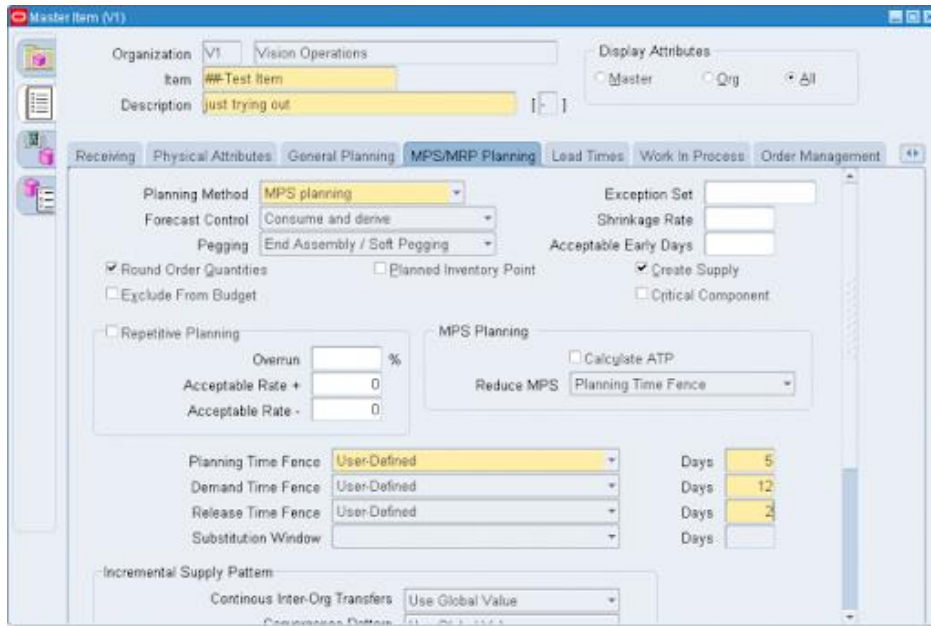 Master Item (V1)
Organization V1 Vision Operations
Display Attributes
Item ##-Test Item
Master Org All
Description just trying out [ - ]
Receiving Physical Attributes General Planning MPS/MRP Planning Lead Times Work In Process Order Management
Planning Method MPS planning Exception Set
Forecast Control Consume and derive Shrinkage Rate
Pegging End Assembly / Soft Pegging Acceptable Early Days
Round Order Quantities Planned Inventory Point Create Supply
Exclude From Budget Critical Component
Repetitive Planning MPS Planning
Overrun % Calculate ATP
Acceptable Rate + 0 Reduce MPS Planning Time Fence
Acceptable Rate - 0
Planning Time Fence User-Defined Days 5
Demand Time Fence User-Defined Days 12
Release Time Fence User-Defined Days 2
Substitution Window Days
Incremental Supply Pattern
Continous Inter-Org Transfers Use Global Value